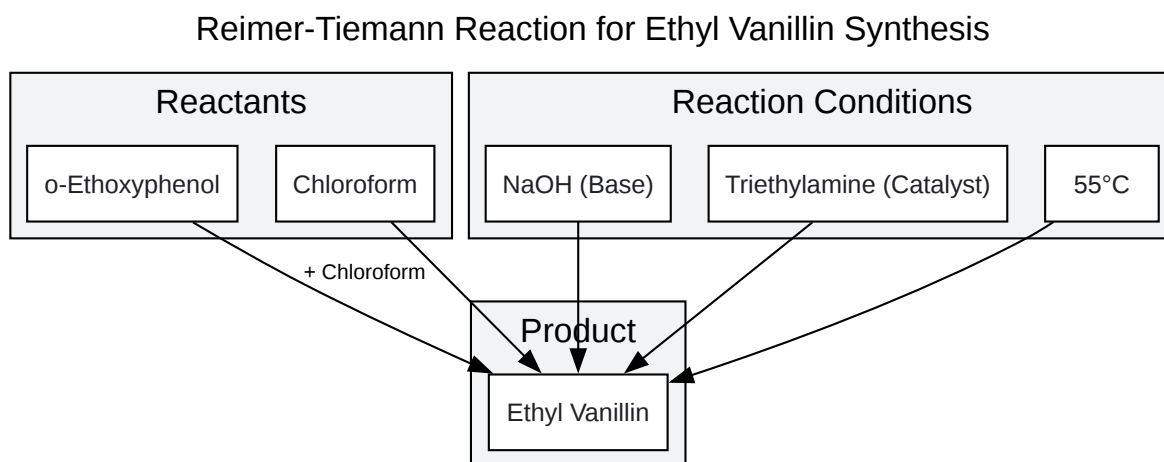 Reimer-Tiemann Reaction for Ethyl Vanillin Synthesis
Reactants
Reaction Conditions
o-Ethoxyphenol
Chloroform
NaOH (Base)
Triethylamine (Catalyst)
55°C
+ Chloroform
Product
Ethyl Vanillin